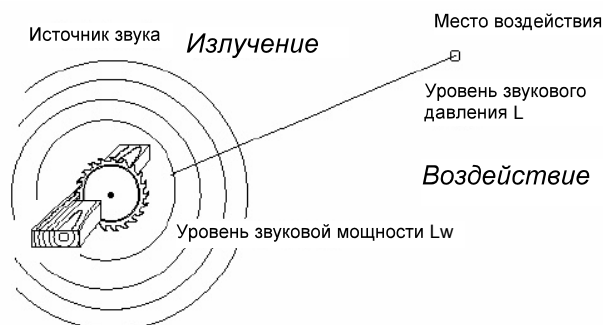 Место воздействия
Источник звука
Излучение
Уровень звукового
давления L
Воздействие
Уровень звуковой мощности Lw